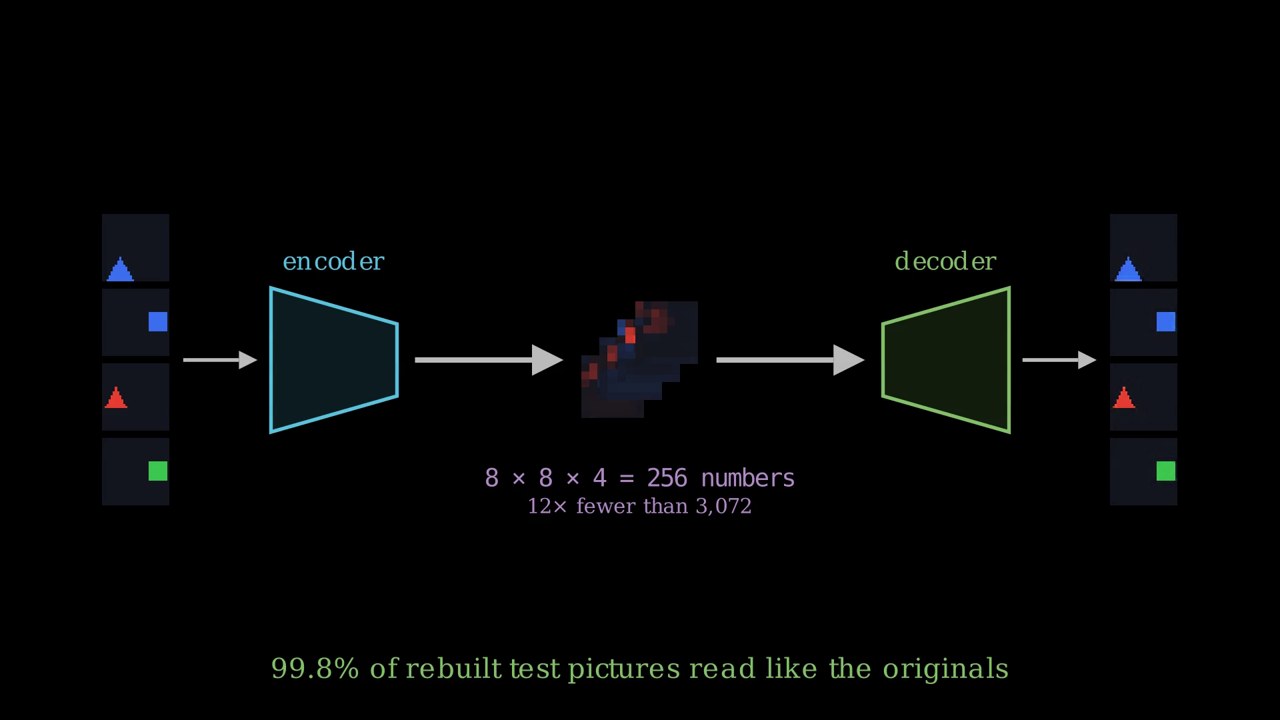 encoder
decoder
8 × 8 × 4 = 256 numbers
12× fewer than 3,072
99.8% of rebuilt test pictures read like the originals